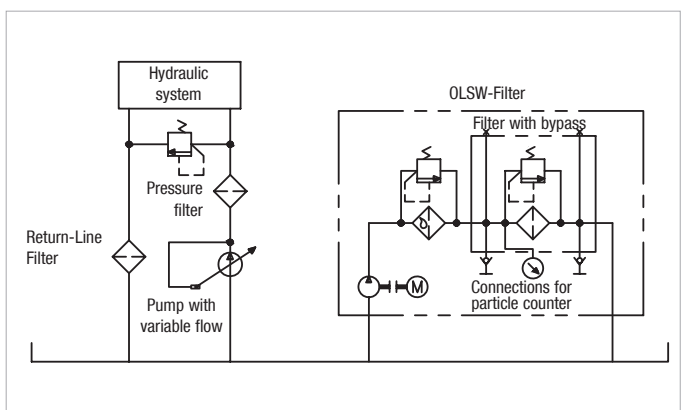 Hydraulic
system
OLSW-Filter
Filter with bypass
Pressure
filter
Return-Line
Filter
Pump with
variable flow
M
Connections for
particle counter